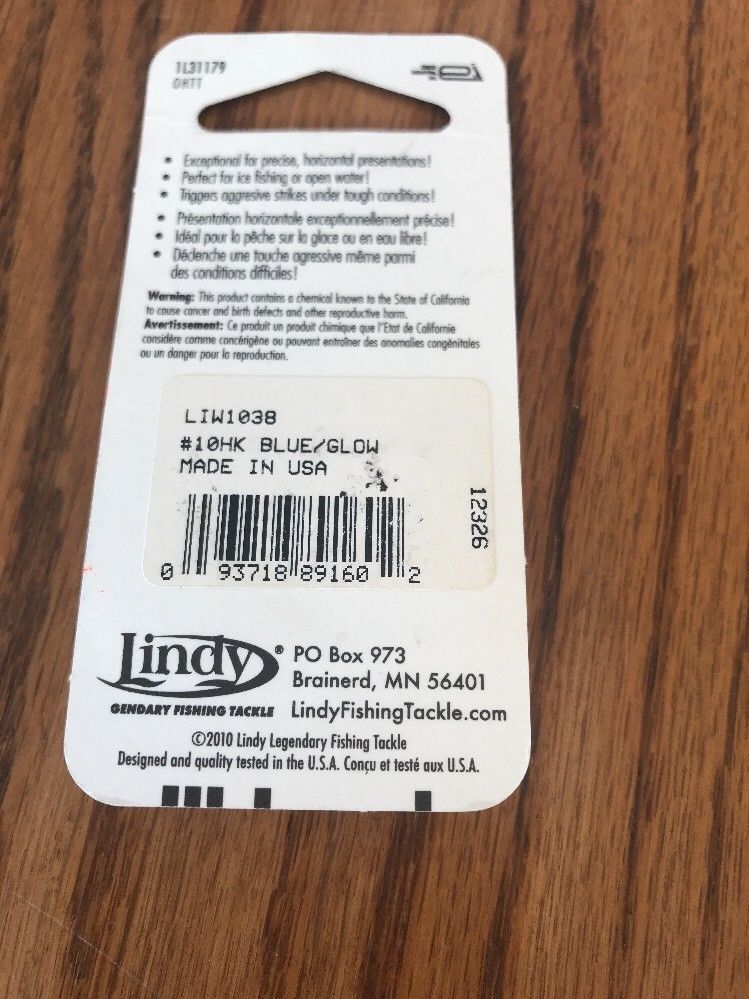 1L31179
DRTT
ei
• Exceptional for precise, horizontal presentations!
• Perfect for ice fishing or open water!
• Triggers aggresive strikes under tough conditions!
• Présentation horizontale exceptionnellement précise!
• Idéal pour la pêche sur la glace ou en eau libre!
• Déclenche une touche agressive même parmi
des conditions difficiles!
Warning: This product contains a chemical known to the State of California
to cause cancer and birth defects and other reproductive harm.
Avertissement: Ce produit un produit chimique que l'Etat de Californie
considère comme concérigène ou pouvant entraîner des anomalies congénitales
ou un danger pour la reproduction.
LIW1038
#10HK BLUE/GLOW
MADE IN USA
12326
0 93718 89160 2
Lindy®
GENDARY FISHING TACKLE
PO Box 973
Brainerd, MN 56401
LindyFishingTackle.com
©2010 Lindy Legendary Fishing Tackle
Designed and quality tested in the U.S.A. Conçu et testé aux U.S.A.